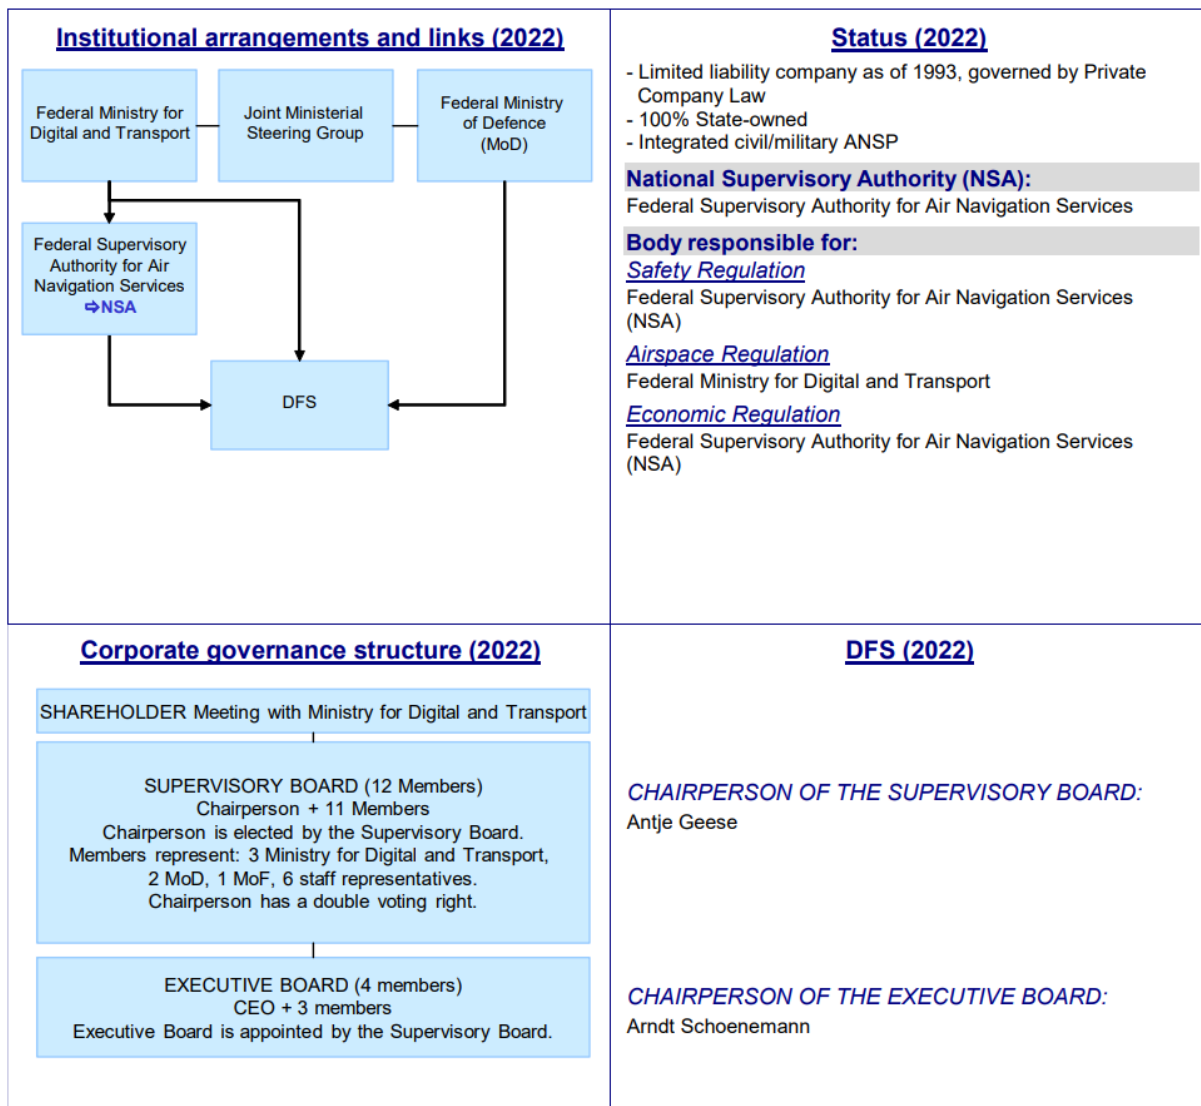 Institutional arrangements and links (2022)
Federal Ministry for
Digital and Transport
Joint Ministerial
Steering Group
Federal Ministry
of Defence
(MoD)
Federal Supervisory
Authority for Air
Navigation Services
⇨NSA
DFS
Status (2022)
- Limited liability company as of 1993, governed by Private
Company Law
- 100% State-owned
- Integrated civil/military ANSP
National Supervisory Authority (NSA):
Federal Supervisory Authority for Air Navigation Services
Body responsible for:
Safety Regulation
Federal Supervisory Authority for Air Navigation Services
(NSA)
Airspace Regulation
Federal Ministry for Digital and Transport
Economic Regulation
Federal Supervisory Authority for Air Navigation Services
(NSA)
Corporate governance structure (2022)
SHAREHOLDER Meeting with Ministry for Digital and Transport
SUPERVISORY BOARD (12 Members)
Chairperson + 11 Members
Chairperson is elected by the Supervisory Board.
Members represent: 3 Ministry for Digital and Transport,
2 MoD, 1 MoF, 6 staff representatives.
Chairperson has a double voting right.
EXECUTIVE BOARD (4 members)
CEO + 3 members
Executive Board is appointed by the Supervisory Board.
DFS (2022)
CHAIRPERSON OF THE SUPERVISORY BOARD:
Antje Geese
CHAIRPERSON OF THE EXECUTIVE BOARD:
Arndt Schoenemann